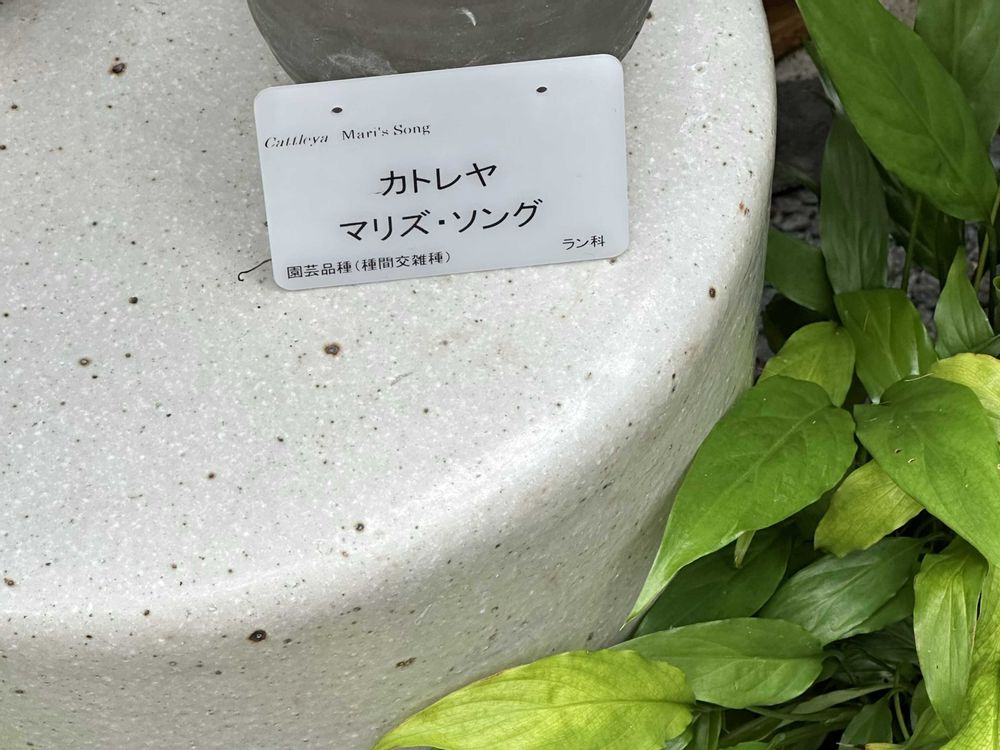 Cattleya Mari's Song
カトレヤ
マリズ・ソング
ラン科
園芸品種(種間交雑種)